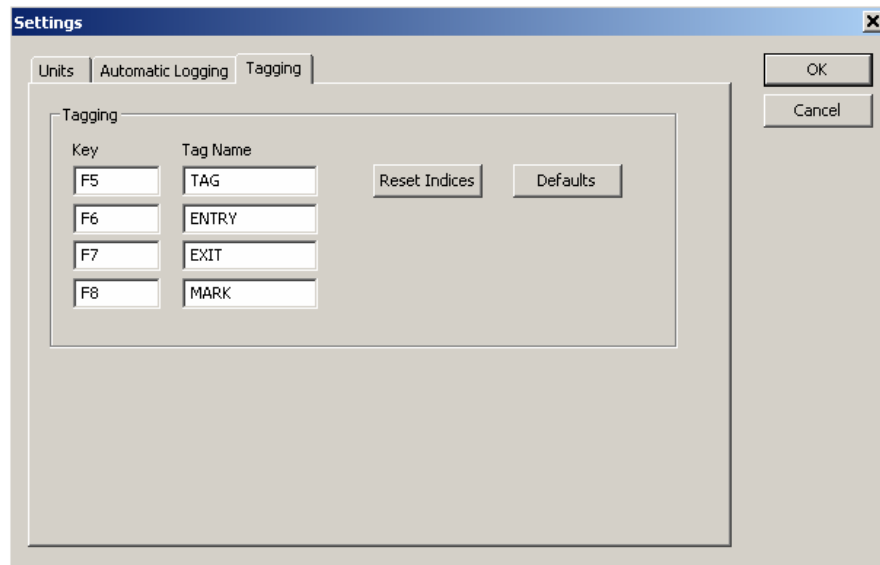 Settings
Units Automatic Logging Tagging
OK
Cancel
Tagging
Key Tag Name
F5 TAG Reset Indices Defaults
F6 ENTRY
F7 EXIT
F8 MARK